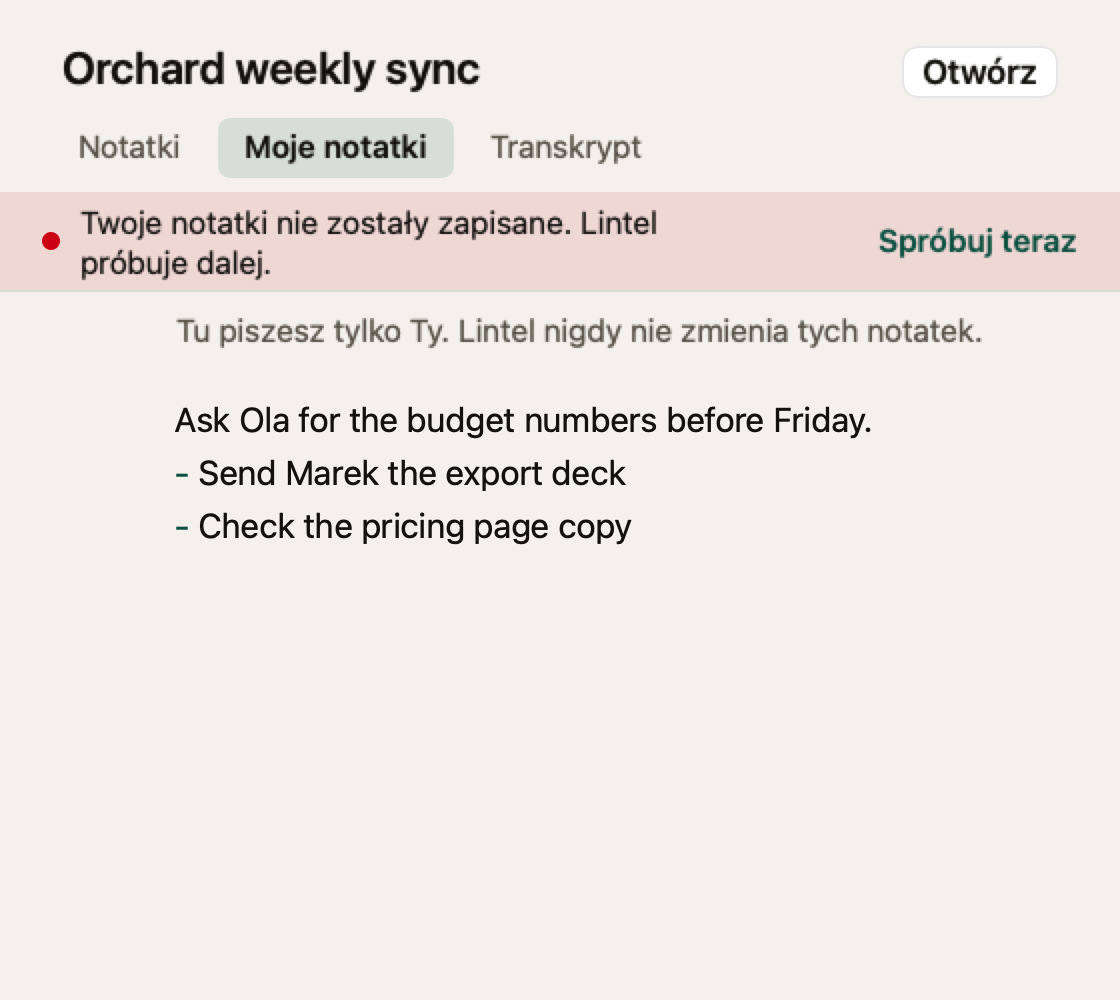 Orchard weekly sync
Otwórz
Notatki
Moje notatki
Transkrypt
Twoje notatki nie zostały zapisane. Lintel
próbuje dalej.
Spróbuj teraz
Tu piszesz tylko Ty. Lintel nigdy nie zmienia tych notatek.
Ask Ola for the budget numbers before Friday.
- Send Marek the export deck
- Check the pricing page copy